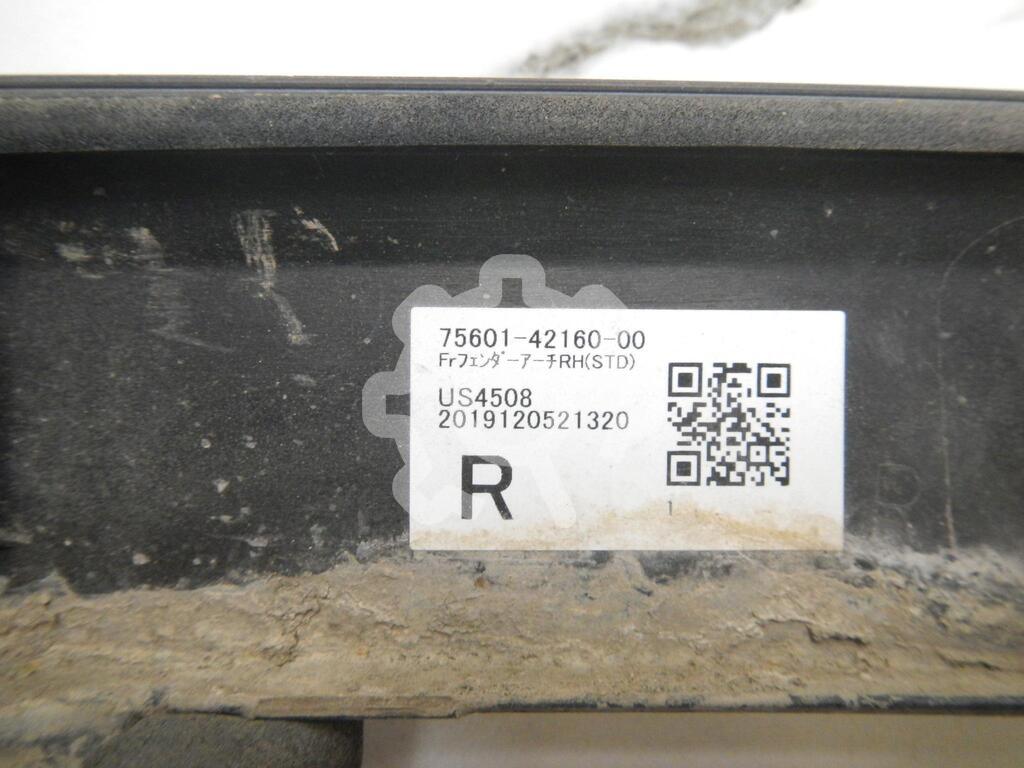 75601-42160-00
FrﾌｪﾝﾀﾞｰｱｰﾁRH(STD)
US4508
2019120521320
R
1